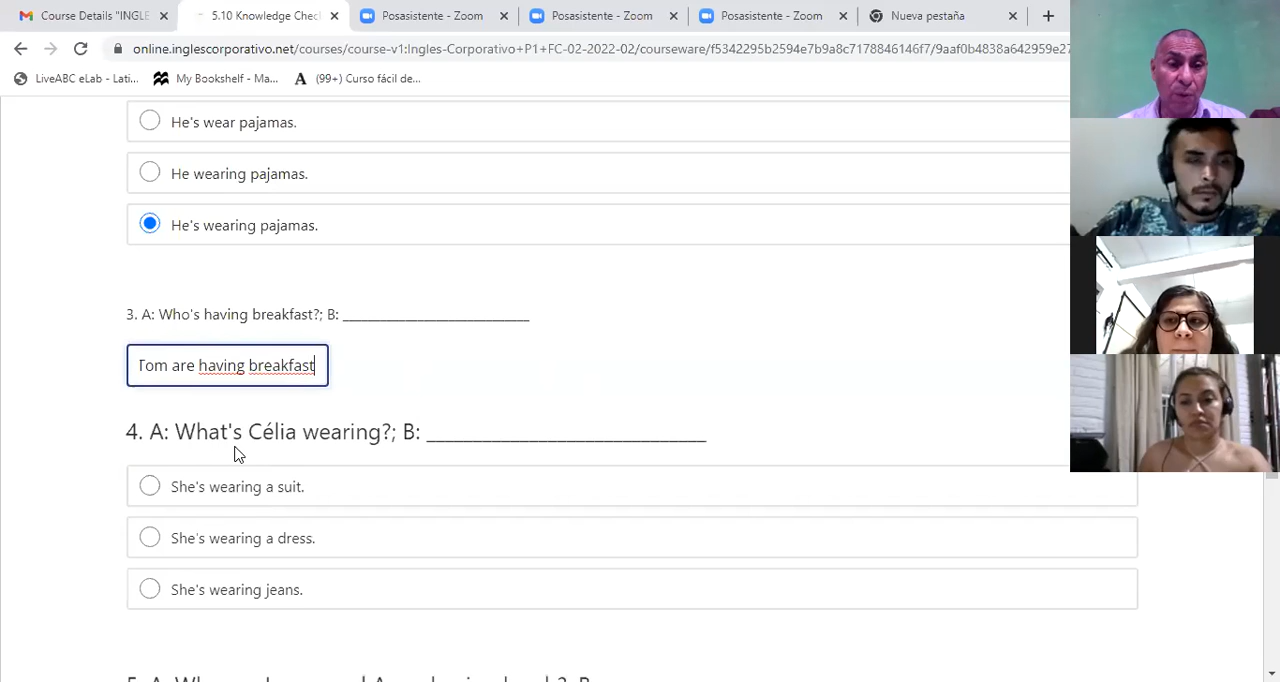 Course Details "INGLE
5.10 Knowledge Chec
Posasistente - Zoom
Posasistente - Zoom
Posasistente - Zoom
Nueva pestaña
online.inglescorporativo.net/courses/course-v1:Ingles-Corporativo+P1+FC-02-2022-02/courseware/f5342295b2594e7b9a8c7178846146f7/9aaf0b4838a642959e27
LiveABC eLab - Lati...
My Bookshelf - Ma...
(99+) Curso fácil de...
He's wear pajamas.
He wearing pajamas.
He's wearing pajamas.
3. A: Who's having breakfast?; B: ______________________
Tom are having breakfast
4. A: What's Célia wearing?; B: ______________________
She's wearing a suit.
She's wearing a dress.
She's wearing jeans.